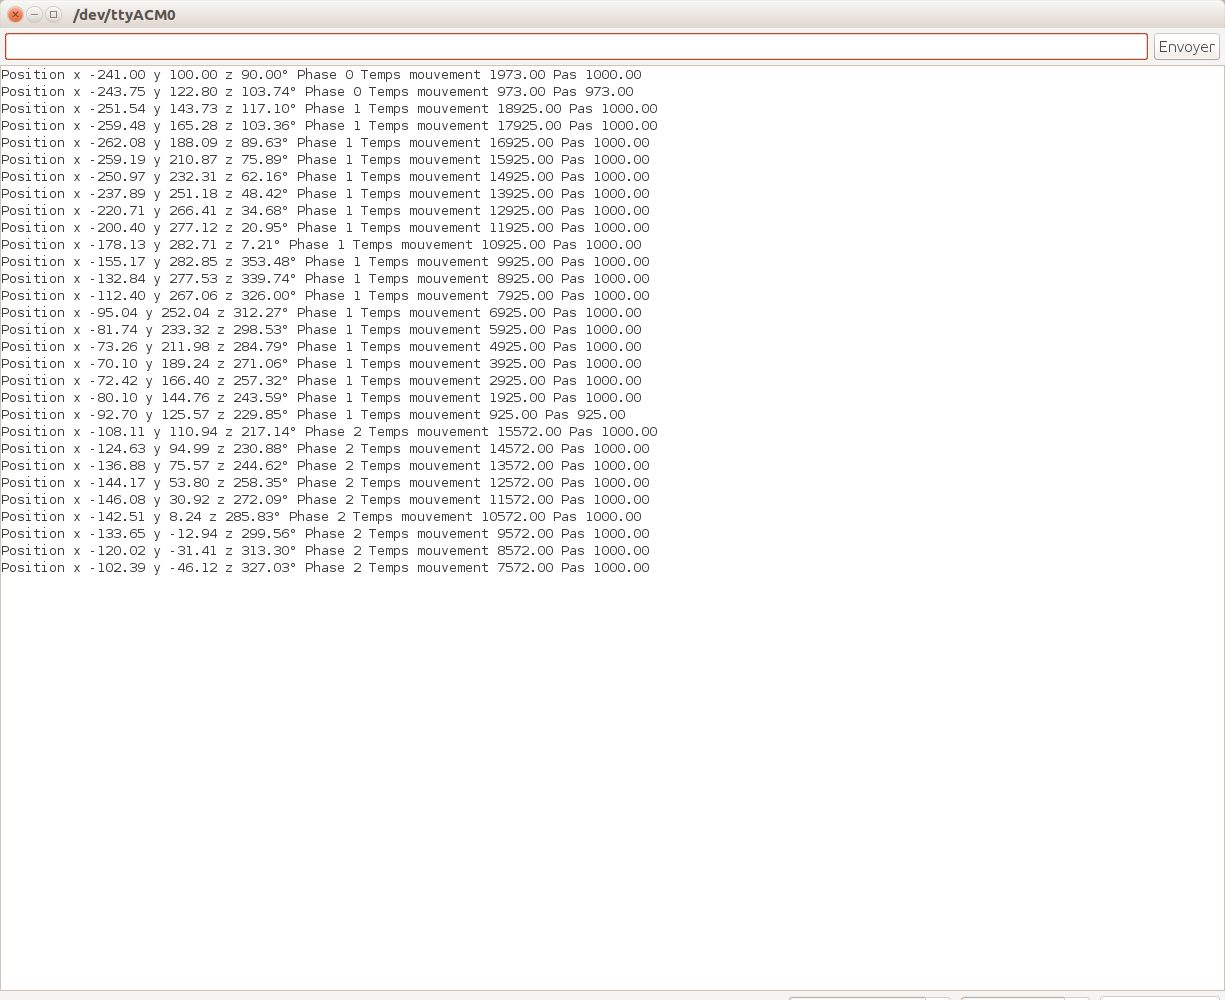 /dev/ttyACM0
Envoyer
Position x -241.00 y 100.00 z 90.00° Phase 0 Temps mouvement 1973.00 Pas 1000.00
Position x -243.75 y 122.80 z 103.74° Phase 0 Temps mouvement 973.00 Pas 973.00
Position x -251.54 y 143.73 z 117.10° Phase 1 Temps mouvement 18925.00 Pas 1000.00
Position x -259.48 y 165.28 z 103.36° Phase 1 Temps mouvement 17925.00 Pas 1000.00
Position x -262.08 y 188.09 z 89.63° Phase 1 Temps mouvement 16925.00 Pas 1000.00
Position x -259.19 y 210.87 z 75.89° Phase 1 Temps mouvement 15925.00 Pas 1000.00
Position x -250.97 y 232.31 z 62.16° Phase 1 Temps mouvement 14925.00 Pas 1000.00
Position x -237.89 y 251.18 z 48.42° Phase 1 Temps mouvement 13925.00 Pas 1000.00
Position x -220.71 y 266.41 z 34.68° Phase 1 Temps mouvement 12925.00 Pas 1000.00
Position x -200.40 y 277.12 z 20.95° Phase 1 Temps mouvement 11925.00 Pas 1000.00
Position x -178.13 y 282.71 z 7.21° Phase 1 Temps mouvement 10925.00 Pas 1000.00
Position x -155.17 y 282.85 z 353.48° Phase 1 Temps mouvement 9925.00 Pas 1000.00
Position x -132.84 y 277.53 z 339.74° Phase 1 Temps mouvement 8925.00 Pas 1000.00
Position x -112.40 y 267.06 z 326.00° Phase 1 Temps mouvement 7925.00 Pas 1000.00
Position x -95.04 y 252.04 z 312.27° Phase 1 Temps mouvement 6925.00 Pas 1000.00
Position x -81.74 y 233.32 z 298.53° Phase 1 Temps mouvement 5925.00 Pas 1000.00
Position x -73.26 y 211.98 z 284.79° Phase 1 Temps mouvement 4925.00 Pas 1000.00
Position x -70.10 y 189.24 z 271.06° Phase 1 Temps mouvement 3925.00 Pas 1000.00
Position x -72.42 y 166.40 z 257.32° Phase 1 Temps mouvement 2925.00 Pas 1000.00
Position x -80.10 y 144.76 z 243.59° Phase 1 Temps mouvement 1925.00 Pas 1000.00
Position x -92.70 y 125.57 z 229.85° Phase 1 Temps mouvement 925.00 Pas 925.00
Position x -108.11 y 110.94 z 217.14° Phase 2 Temps mouvement 15572.00 Pas 1000.00
Position x -124.63 y 94.99 z 230.88° Phase 2 Temps mouvement 14572.00 Pas 1000.00
Position x -136.88 y 75.57 z 244.62° Phase 2 Temps mouvement 13572.00 Pas 1000.00
Position x -144.17 y 53.80 z 258.35° Phase 2 Temps mouvement 12572.00 Pas 1000.00
Position x -146.08 y 30.92 z 272.09° Phase 2 Temps mouvement 11572.00 Pas 1000.00
Position x -142.51 y 8.24 z 285.83° Phase 2 Temps mouvement 10572.00 Pas 1000.00
Position x -133.65 y -12.94 z 299.56° Phase 2 Temps mouvement 9572.00 Pas 1000.00
Position x -120.02 y -31.41 z 313.30° Phase 2 Temps mouvement 8572.00 Pas 1000.00
Position x -102.39 y -46.12 z 327.03° Phase 2 Temps mouvement 7572.00 Pas 1000.00